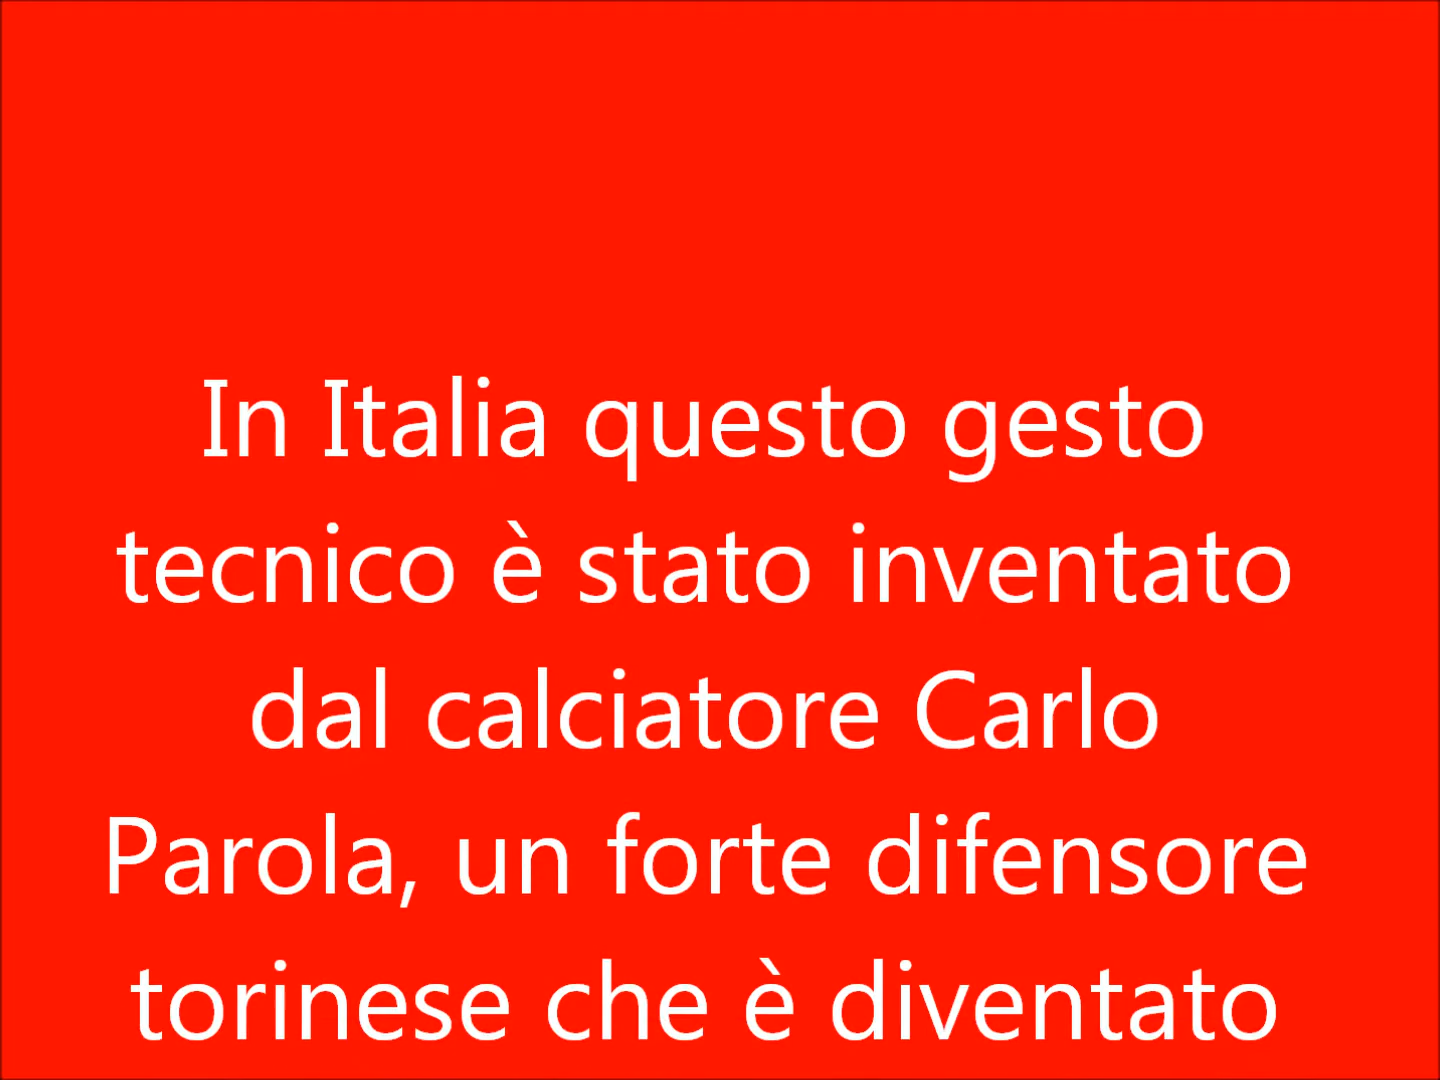 In Italia questo gesto
tecnico è stato inventato
dal calciatore Carlo
Parola, un forte difensore
torinese che è diventato